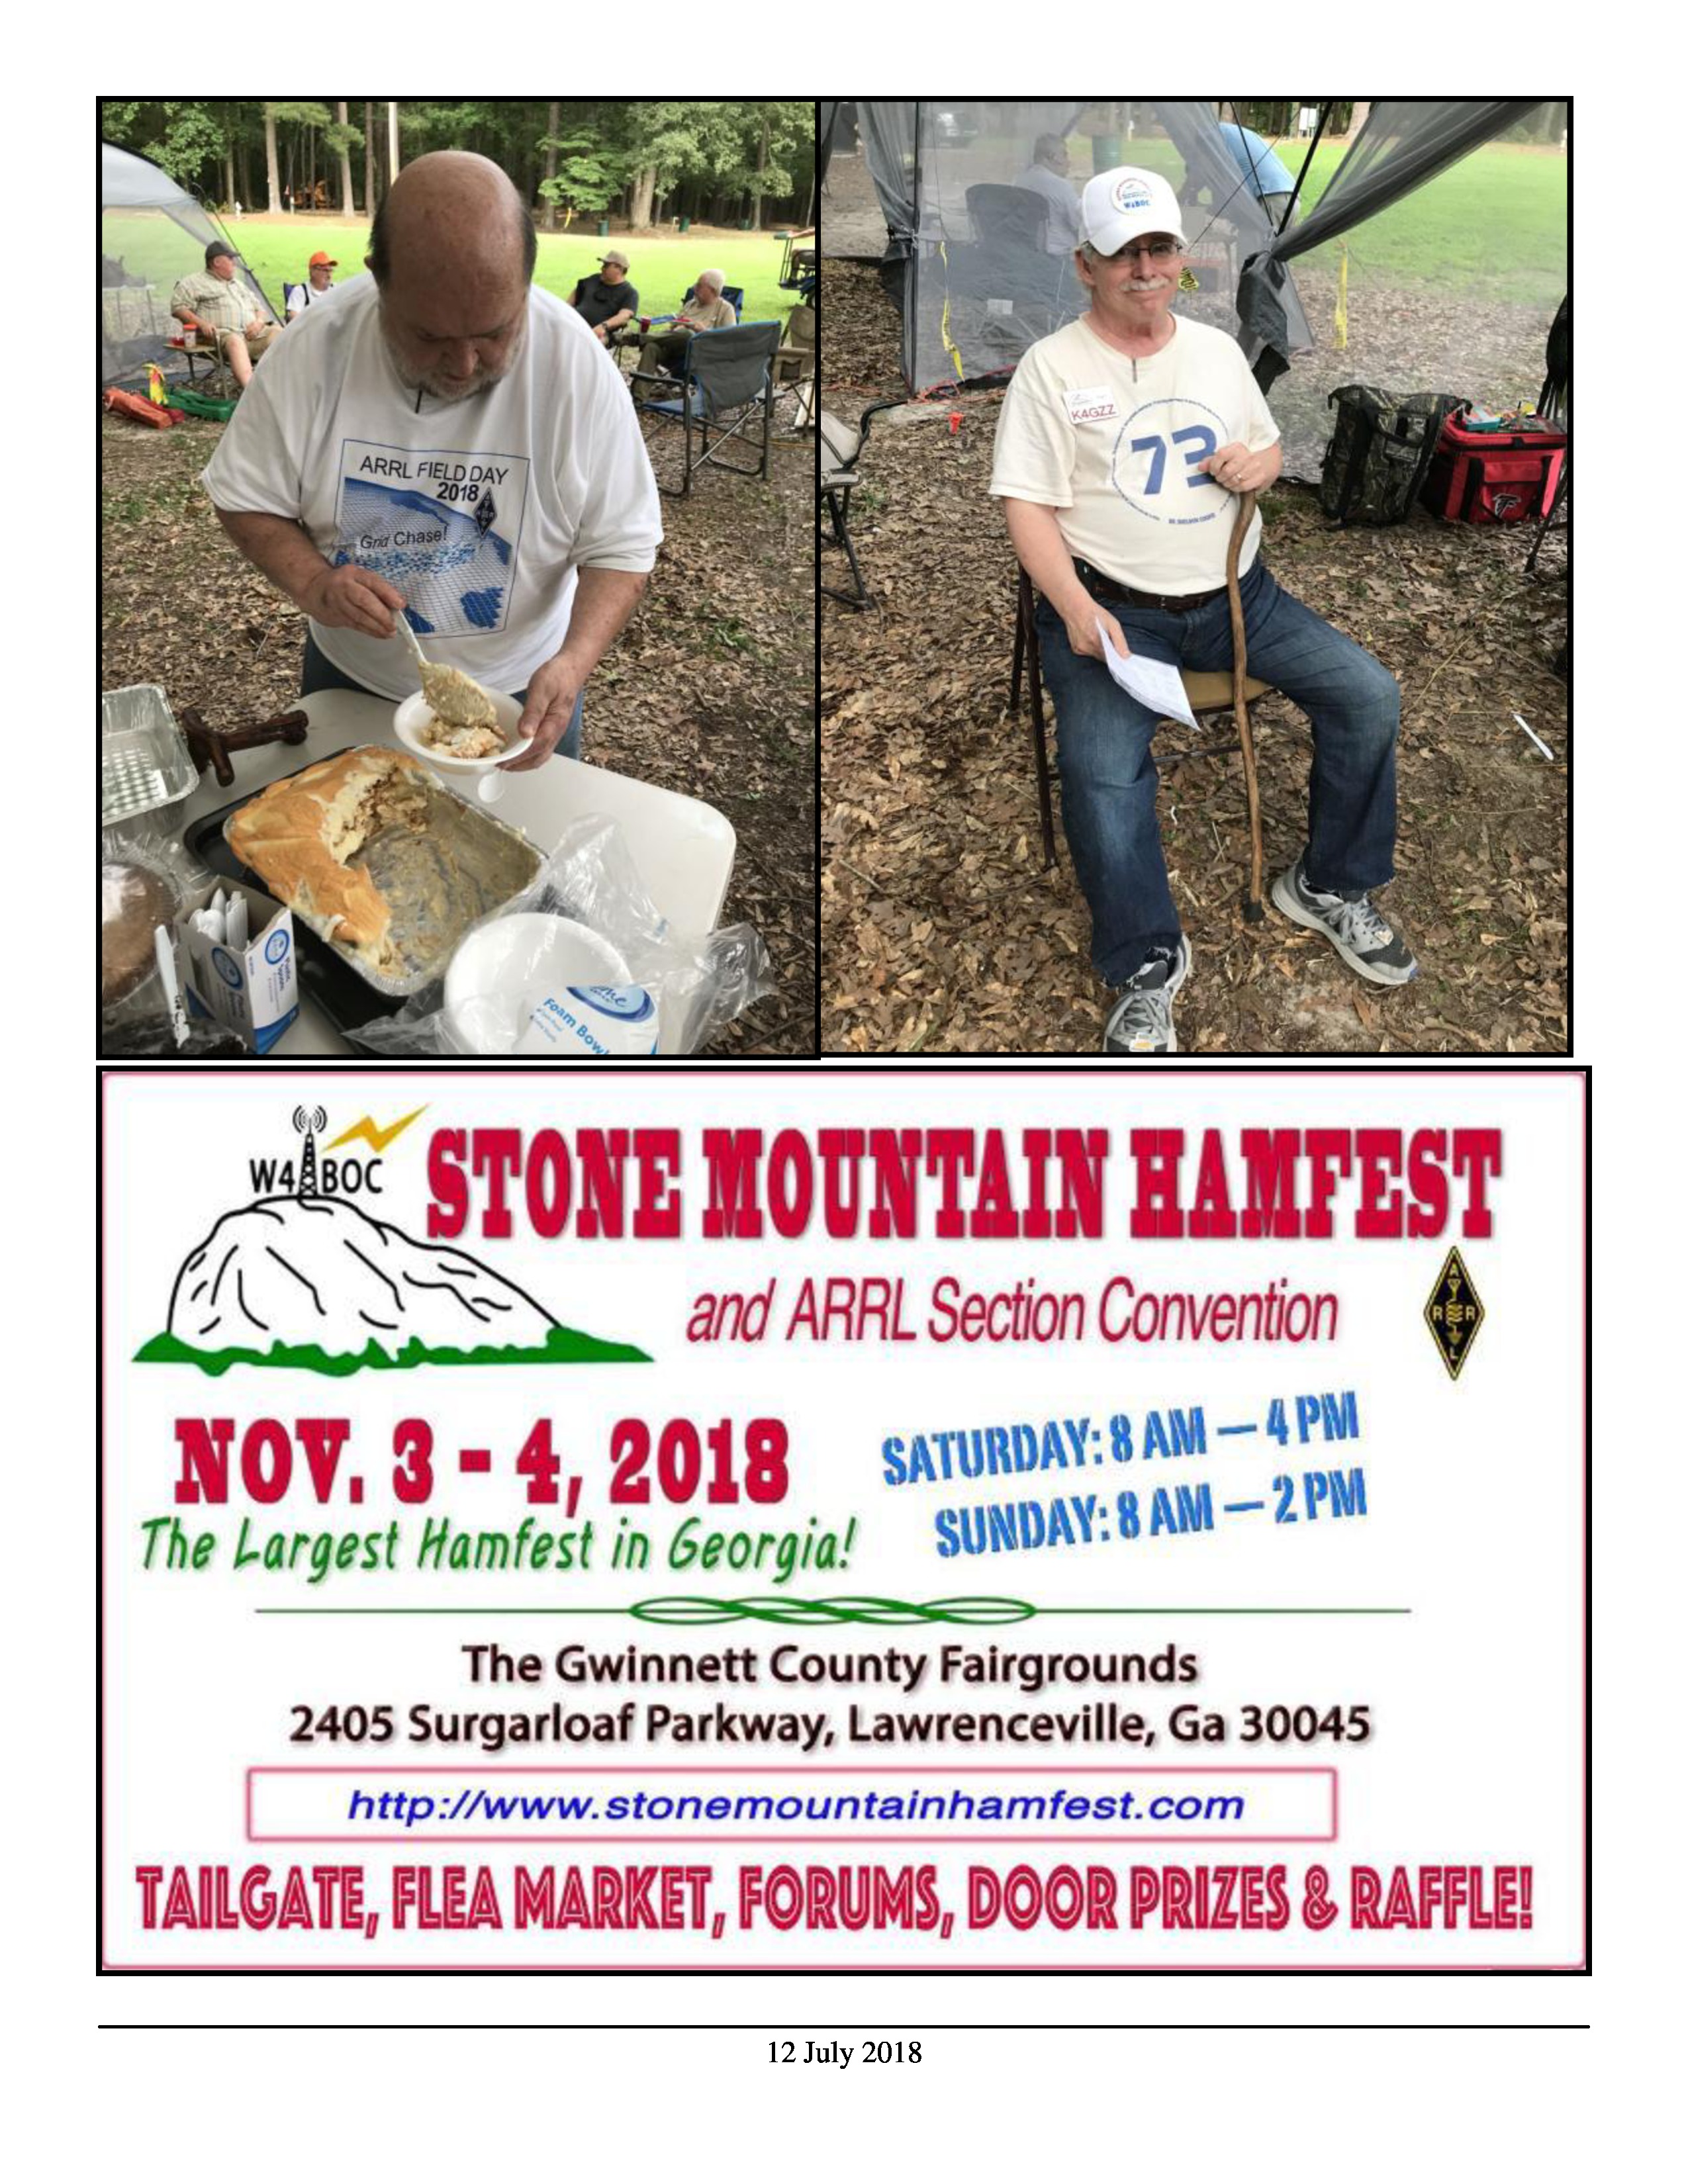 ARRL FIELD DAY
2018
Grid Chase!
Foam Bowl
W4BOC
K4GZZ
73
W4BOC
STONE MOUNTAIN HAMFEST
and ARRL Section Convention
A
R R
L
NOV. 3 - 4, 2018
SATURDAY: 8 AM — 4 PM
SUNDAY: 8 AM — 2 PM
The Largest Hamfest in Georgia!
The Gwinnett County Fairgrounds
2405 Surgarloaf Parkway, Lawrenceville, Ga 30045
http://www.stonemountainhamfest.com
TAILGATE, FLEA MARKET, FORUMS, DOOR PRIZES & RAFFLE!
12 July 2018